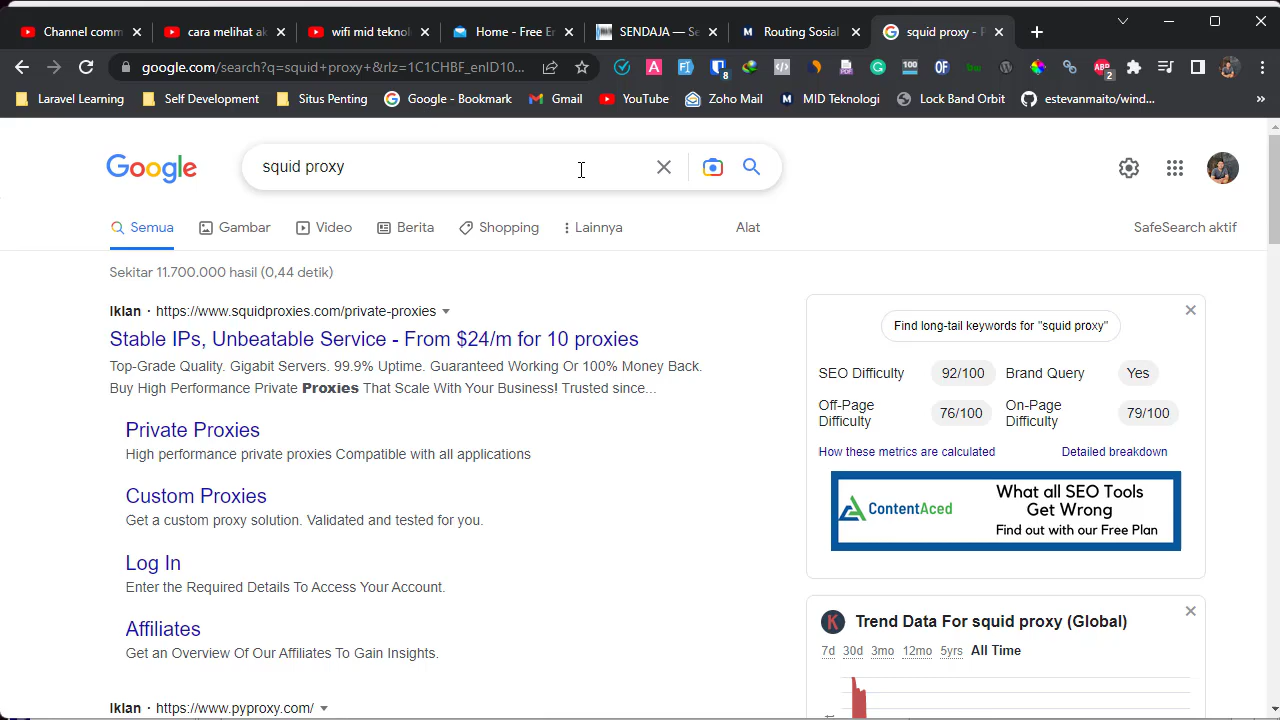 Channel comm
cara melihat ak
wifi mid teknol
Home - Free Er
SENDAJA — Se
Routing Sosial
squid proxy - P
google.com/search?q=squid+proxy+&rlz=1C1CHBF_enID10...
Laravel Learning
Self Development
Situs Penting
Google - Bookmark
Gmail
YouTube
Zoho Mail
MID Teknologi
Lock Band Orbit
estevanmaito/wind...
Google
squid proxy
Semua
Gambar
Video
Berita
Shopping
Lainnya
Alat
SafeSearch aktif
Sekitar 11.700.000 hasil (0,44 detik)
Iklan · https://www.squidproxies.com/private-proxies
Stable IPs, Unbeatable Service - From $24/m for 10 proxies
Top-Grade Quality. Gigabit Servers. 99.9% Uptime. Guaranteed Working Or 100% Money Back.
Buy High Performance Private Proxies That Scale With Your Business! Trusted since...
Private Proxies
High performance private proxies Compatible with all applications
Custom Proxies
Get a custom proxy solution. Validated and tested for you.
Log In
Enter the Required Details To Access Your Account.
Affiliates
Get an Overview Of Our Affiliates To Gain Insights.
Iklan · https://www.pyproxy.com/
Find long-tail keywords for "squid proxy"
SEO Difficulty 92/100 Brand Query Yes
Off-Page Difficulty 76/100 On-Page Difficulty 79/100
How these metrics are calculated
Detailed breakdown
ContentAced
What all SEO Tools
Get Wrong
Find out with our Free Plan
K
Trend Data For squid proxy (Global)
7d 30d 3mo 12mo 5yrs All Time